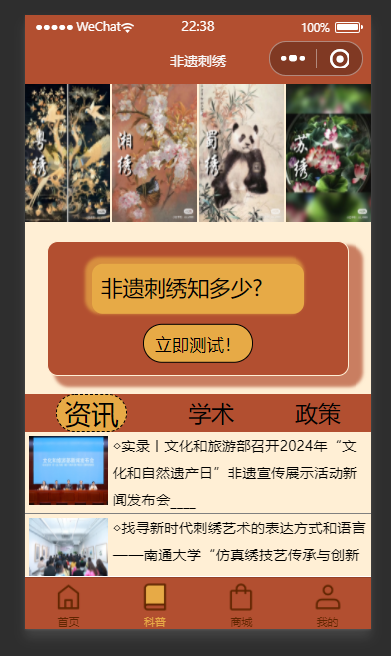 WeChat
22:38
100%
非遗刺绣
粤绣
湘绣
蜀绣
苏绣
非遗刺绣知多少?
立即测试!
资讯
学术
政策
◇实录丨文化和旅游部召开2024年“文
化和自然遗产日”非遗宣传展示活动新
闻发布会____
◇找寻新时代刺绣艺术的表达方式和语言
——南通大学“仿真绣技艺传承与创新
首页
科普
商城
我的